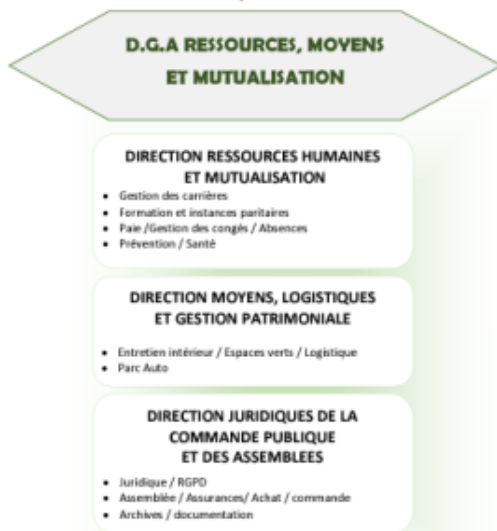 D.G.A RESSOURCES, MOYENS
ET MUTUALISATION
DIRECTION RESSOURCES HUMAINES
ET MUTUALISATION
• Gestion des carrières
• Formation et instances paritaires
• Paie /Gestion des congés / Absences
• Prévention / Santé
DIRECTION MOYENS, LOGISTIQUES
ET GESTION PATRIMONIALE
• Entretien intérieur / Espaces verts / Logistique
• Parc Auto
DIRECTION JURIDIQUES DE LA
COMMANDE PUBLIQUE
ET DES ASSEMBLEES
• Juridique / RGPD
• Assemblée / Assurances/ Achat / commande
• Archives / documentation